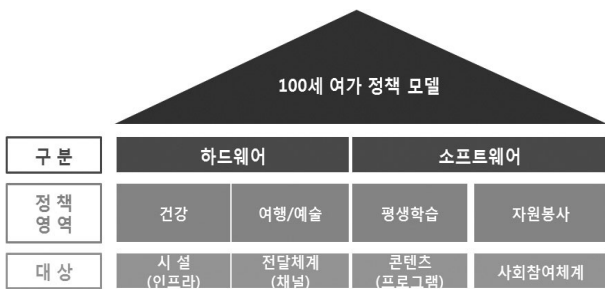 100세 여가 정책 모델
구 분 하드웨어 소프트웨어
정 책
영 역
건강 여행/예술 평생학습 자원봉사
대 상
시 설
(인프라)
전달체계
(채널)
콘텐츠
(프로그램)
사회참여체계